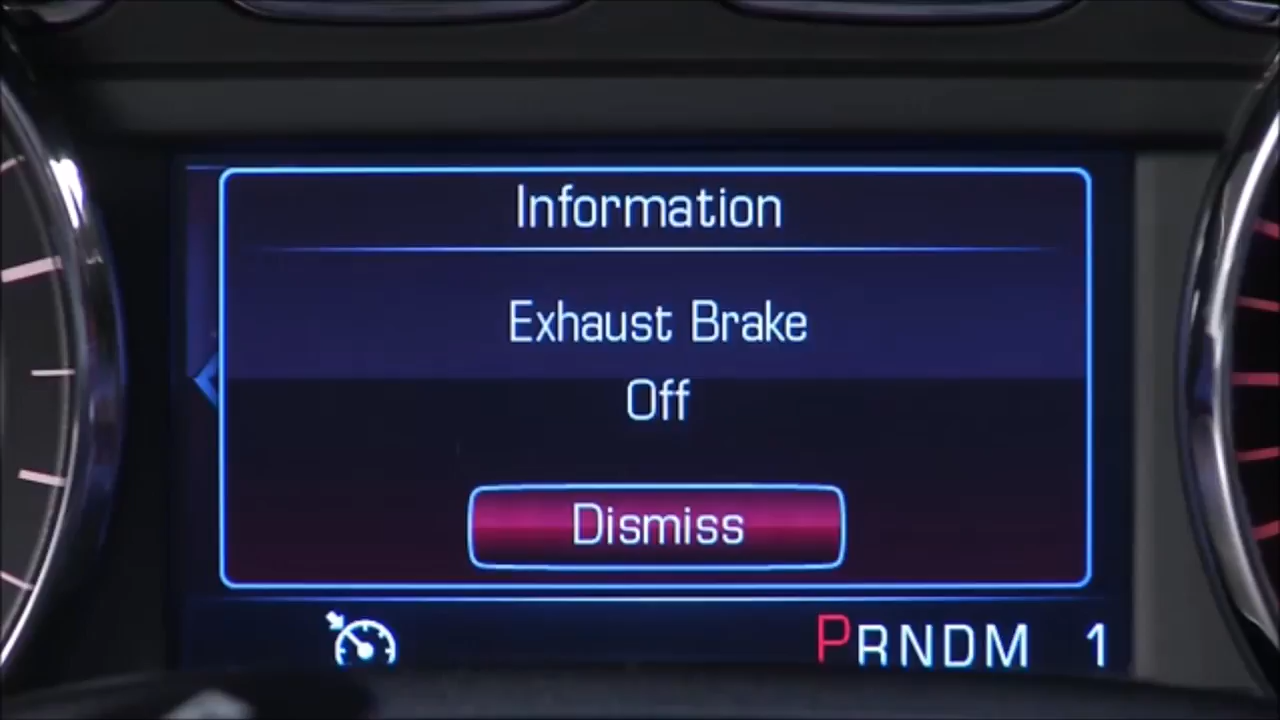 Information
Exhaust Brake
Off
Dismiss
PRNDM 1